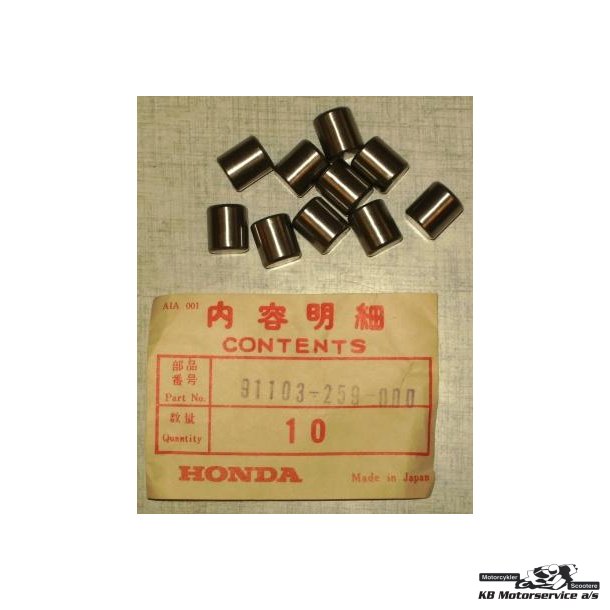 AIA 001
内容明細
CONTENTS
部品
番号
Part No.
91103-259-000
数量
Quantity
10
HONDA
Made in Japan
Motorcykler
Scootere
KB Motorservice a/s